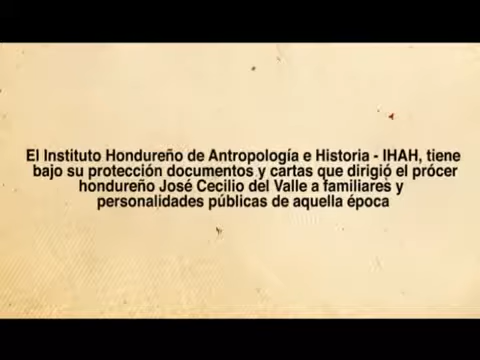 El Instituto Hondureño de Antropología e Historia - IHAH, tiene
bajo su protección documentos y cartas que dirigió el prócer
hondureño José Cecilio del Valle a familiares y
personalidades públicas de aquella época